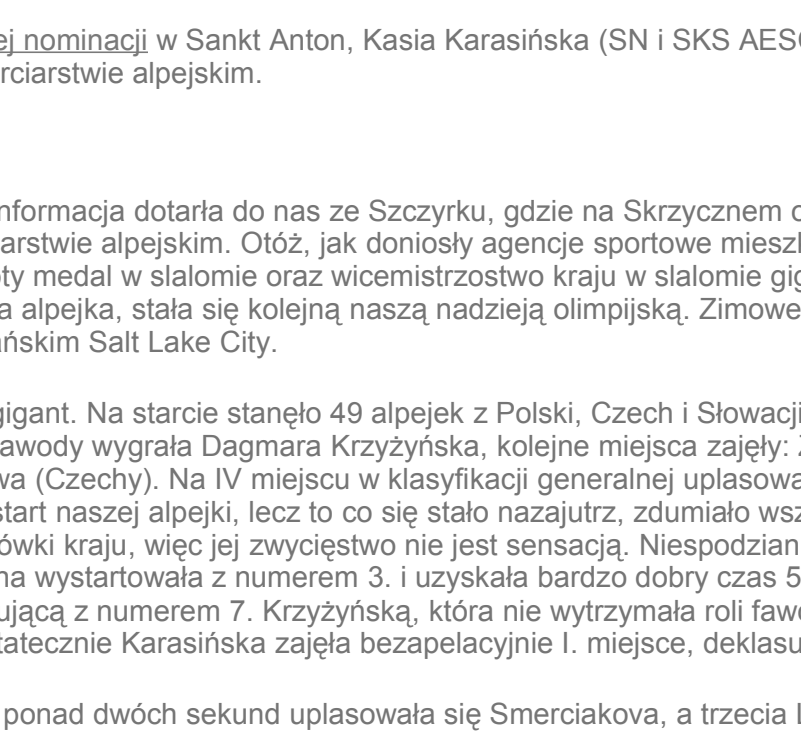 ej nominacji w Sankt Anton, Kasia Karasińska (SN i SKS AESC
rciarstwie alpejskim.
nformacja dotarła do nas ze Szczyrku, gdzie na Skrzycznem o
arstwie alpejskim. Otóż, jak doniosły agencje sportowe mieszk
oty medal w slalomie oraz wicemistrzostwo kraju w slalomie gig
a alpejka, stała się kolejną naszą nadzieją olimpijską. Zimowe
ańskim Salt Lake City.
gigant. Na starcie stanęło 49 alpejek z Polski, Czech i Słowacji
awody wygrała Dagmara Krzyżyńska, kolejne miejsca zajęły: Z
wa (Czechy). Na IV miejscu w klasyfikacji generalnej uplasowa
start naszej alpejki, lecz to co się stało nazajutrz, zdumiało wsz
ówki kraju, więc jej zwycięstwo nie jest sensacją. Niespodzian
na wystartowała z numerem 3. i uzyskała bardzo dobry czas 5
ującą z numerem 7. Krzyżyńską, która nie wytrzymała roli fawo
tatecznie Karasińska zajęła bezapelacyjnie I. miejsce, deklasu
ponad dwóch sekund uplasowała się Smerciakova, a trzecia L